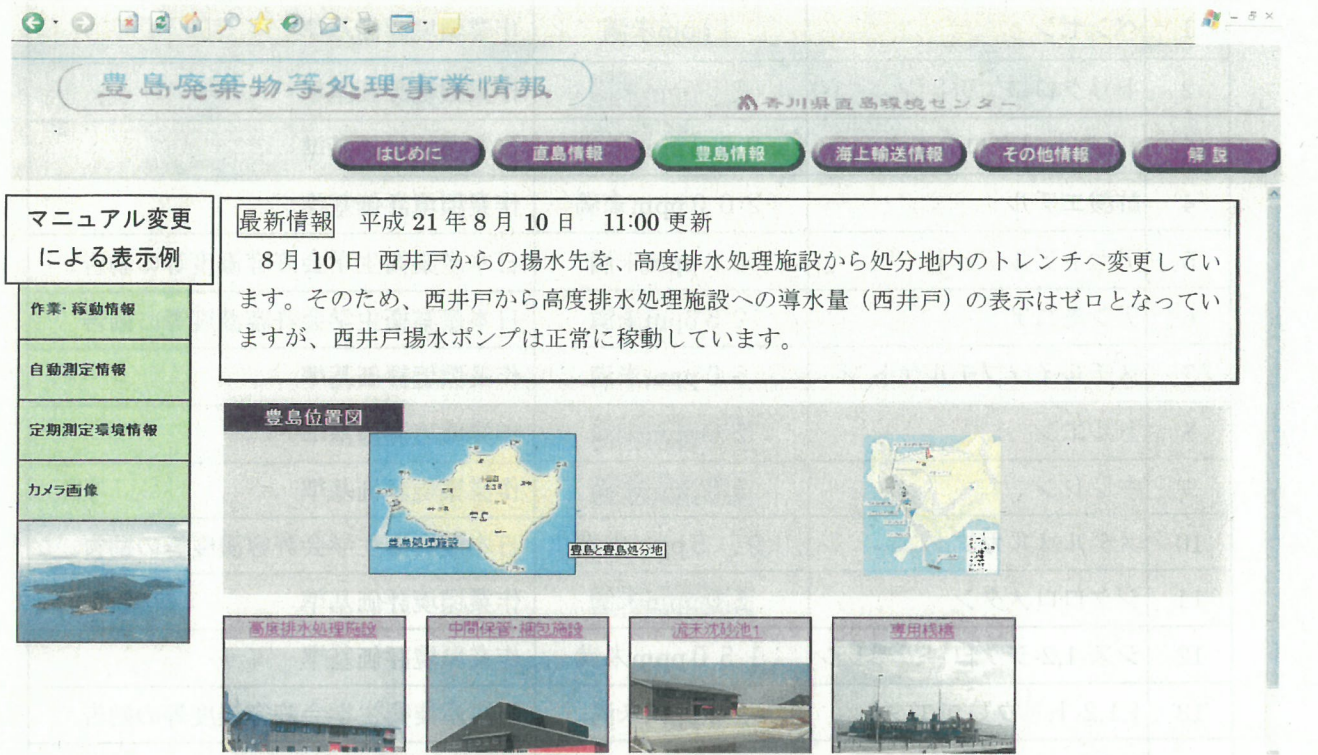 豊島廃棄物等処理事業情報
香川県直島環境センター
はじめに
直島情報
豊島情報
海上輸送情報
その他情報
解説
マニュアル変更
による表示例
最新情報 平成21年8月10日 11:00更新
8月10日 西井戸からの揚水先を、高度排水処理施設から処分地内のトレンチへ変更してい
ます。そのため、西井戸から高度排水処理施設への導水量（西井戸）の表示はゼロとなってい
ますが、西井戸揚水ポンプは正常に稼動しています。
作業・稼動情報
自動測定情報
定期測定環境情報
カメラ画像
豊島位置図
豊島処理施設
豊島と豊島処分地
高度排水処理施設
中間保管・梱包施設
流末沈砂池1
専用桟橋